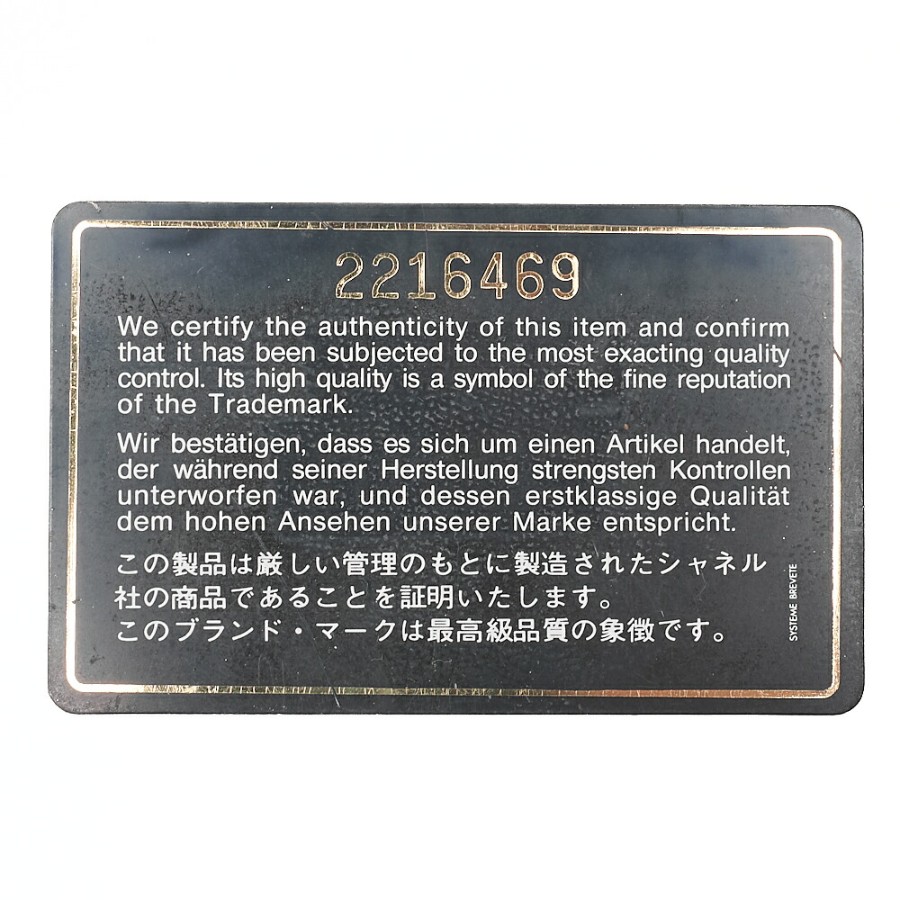 2216469
We certify the authenticity of this item and confirm
that it has been subjected to the most exacting quality
control. Its high quality is a symbol of the fine reputation
of the Trademark.
Wir bestätigen, dass es sich um einen Artikel handelt,
der während seiner Herstellung strengsten Kontrollen
unterworfen war, und dessen erstklassige Qualität
dem hohen Ansehen unserer Marke entspricht.
この製品は厳しい管理のもとに製造されたシャネル
社の商品であることを証明いたします。
このブランド・マークは最高級品質の象徴です。
SYSTEME BREVETE